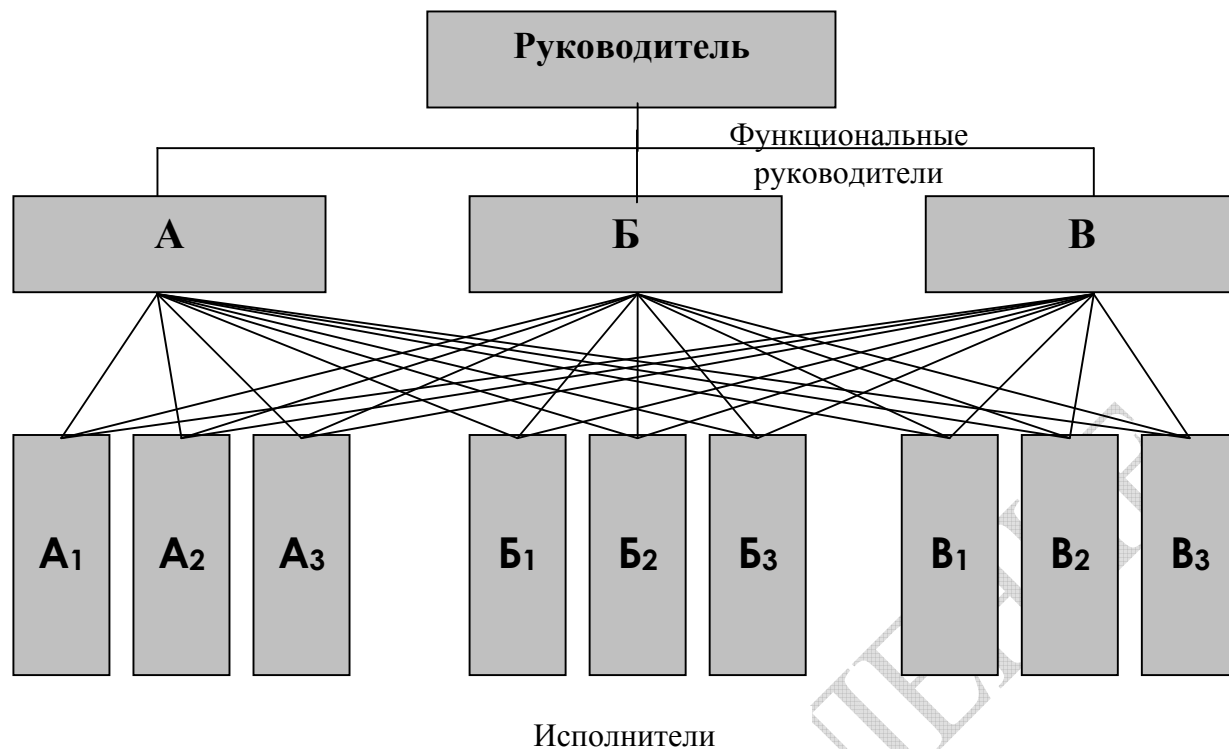 Руководитель
Функциональные
руководители
А
Б
В
А1
А2
А3
Б1
Б2
Б3
В1
В2
В3
Исполнители